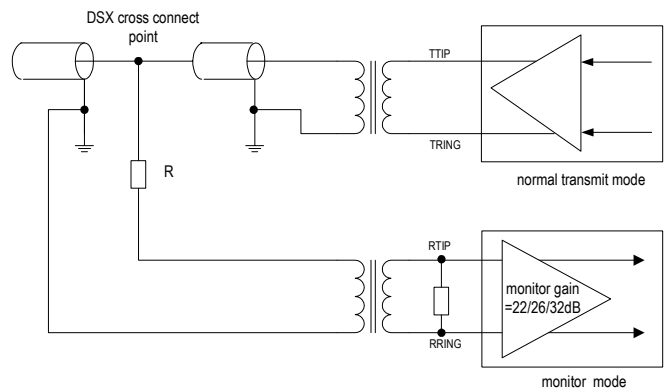 DSX cross connect
point
TTIP
TRING
normal transmit mode
R
RTIP
monitor gain
=22/26/32dB
RRING
monitor mode